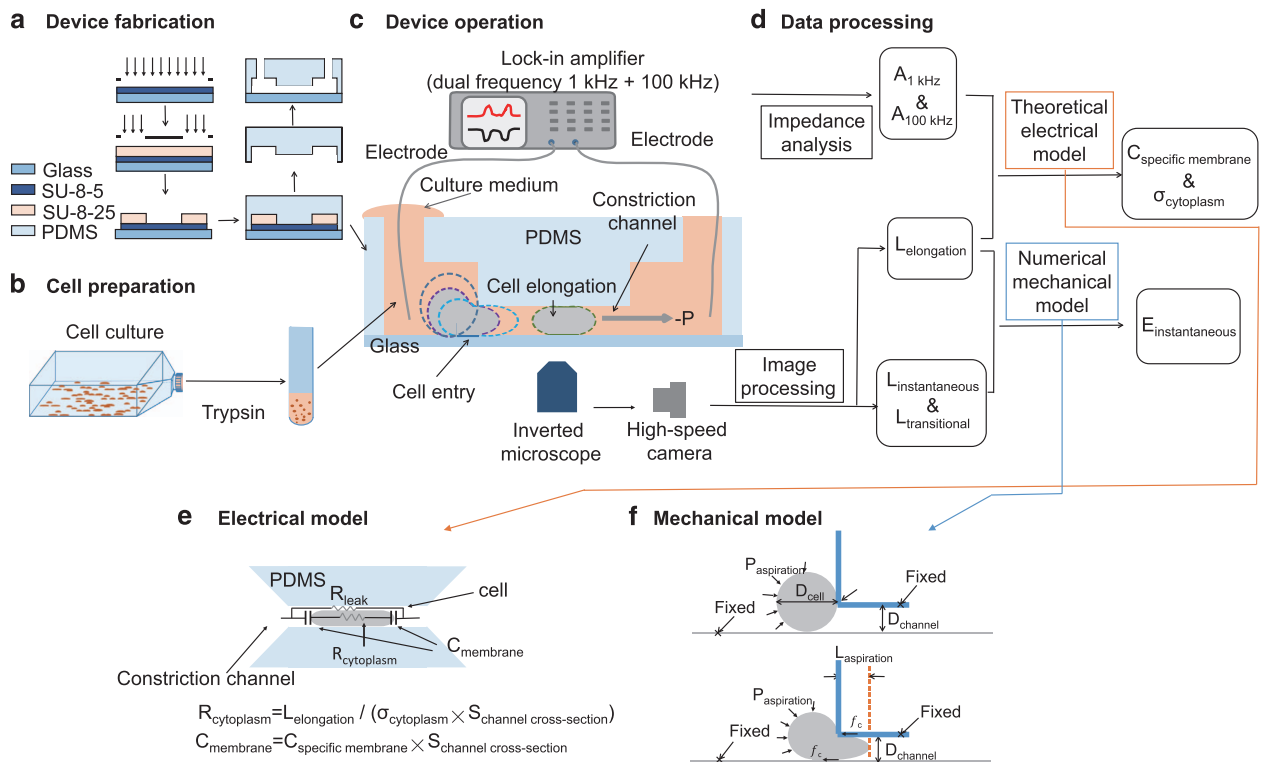 a Device fabrication
Glass
SU-8-5
SU-8-25
PDMS
b Cell preparation
Cell culture
Trypsin
c Device operation
Lock-in amplifier
(dual frequency 1 kHz + 100 kHz)
Electrode
Electrode
Culture medium
Constriction
channel
PDMS
Cell elongation
-P
Glass
Cell entry
Inverted
microscope
High-speed
camera
d Data processing
Impedance
analysis
A1 kHz
&
A100 kHz
Theoretical
electrical
model
Cspecific membrane
&
σcytoplasm
Lelongation
Numerical
mechanical
model
Einstantaneous
Image
processing
Linstantaneous
&
Ltransitional
e Electrical model
PDMS
Rleak
cell
Cmembrane
Rcytoplasm
Constriction channel
Rcytoplasm=Lelongation / (σcytoplasm × Schannel cross-section)
Cmembrane=Cspecific membrane × Schannel cross-section
f Mechanical model
Paspiration
Dcell
Fixed
Fixed
Dchannel
Laspiration
Paspiration
fc
Fixed
Fixed
fc
Dchannel